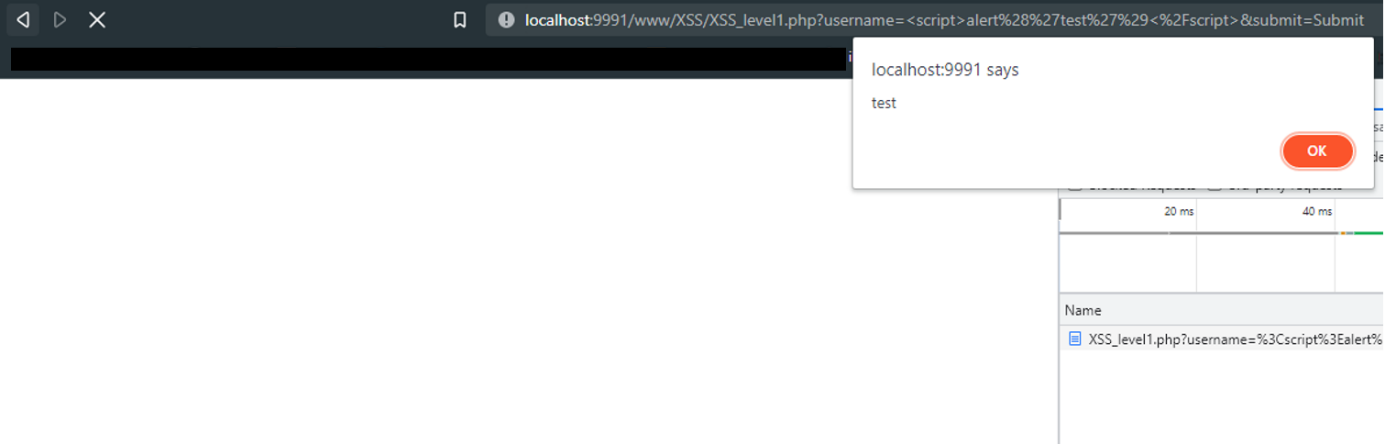 localhost:9991/www/XSS/XSS_level1.php?username=<script>alert%28%27test%27%29<%2Fscript>&submit=Submit
localhost:9991 says
test
OK
20 ms
40 ms
Name
XSS_level1.php?username=%3Cscript%3Ealert%